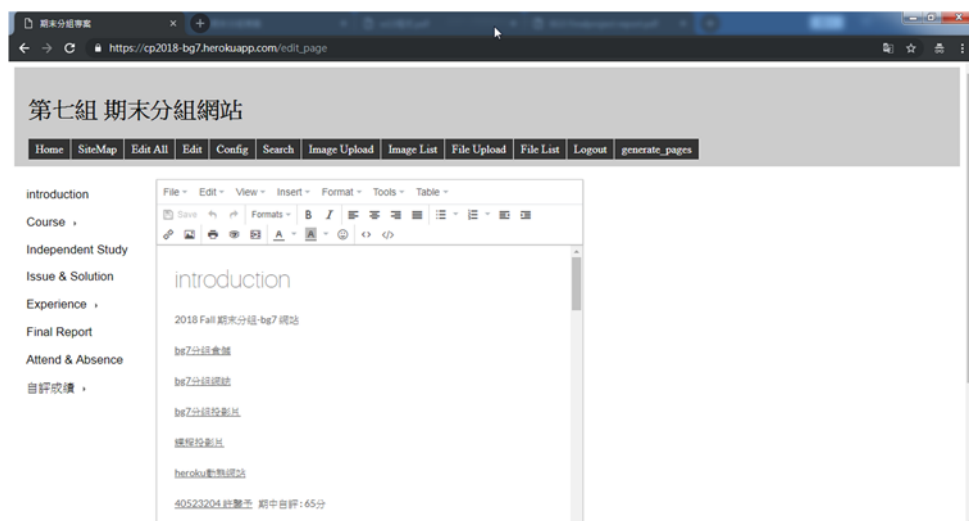 期末分組專案
https://cp2018-bg7.herokuapp.com/edit_page
第七組 期末分組網站
Home SiteMap Edit All Edit Config Search Image Upload Image List File Upload File List Logout generate_pages
introduction
Course
Independent Study
Issue & Solution
Experience
Final Report
Attend & Absence
自評成績
File Edit View Insert Format Tools Table
Save Formats B I
A A
introduction
2018 Fall 期末分組-bg7 網站
bg7分組倉儲
bg7分組網誌
bg7分組投影片
課程投影片
heroku動態網站
40523204 許 予 期中自評:65分